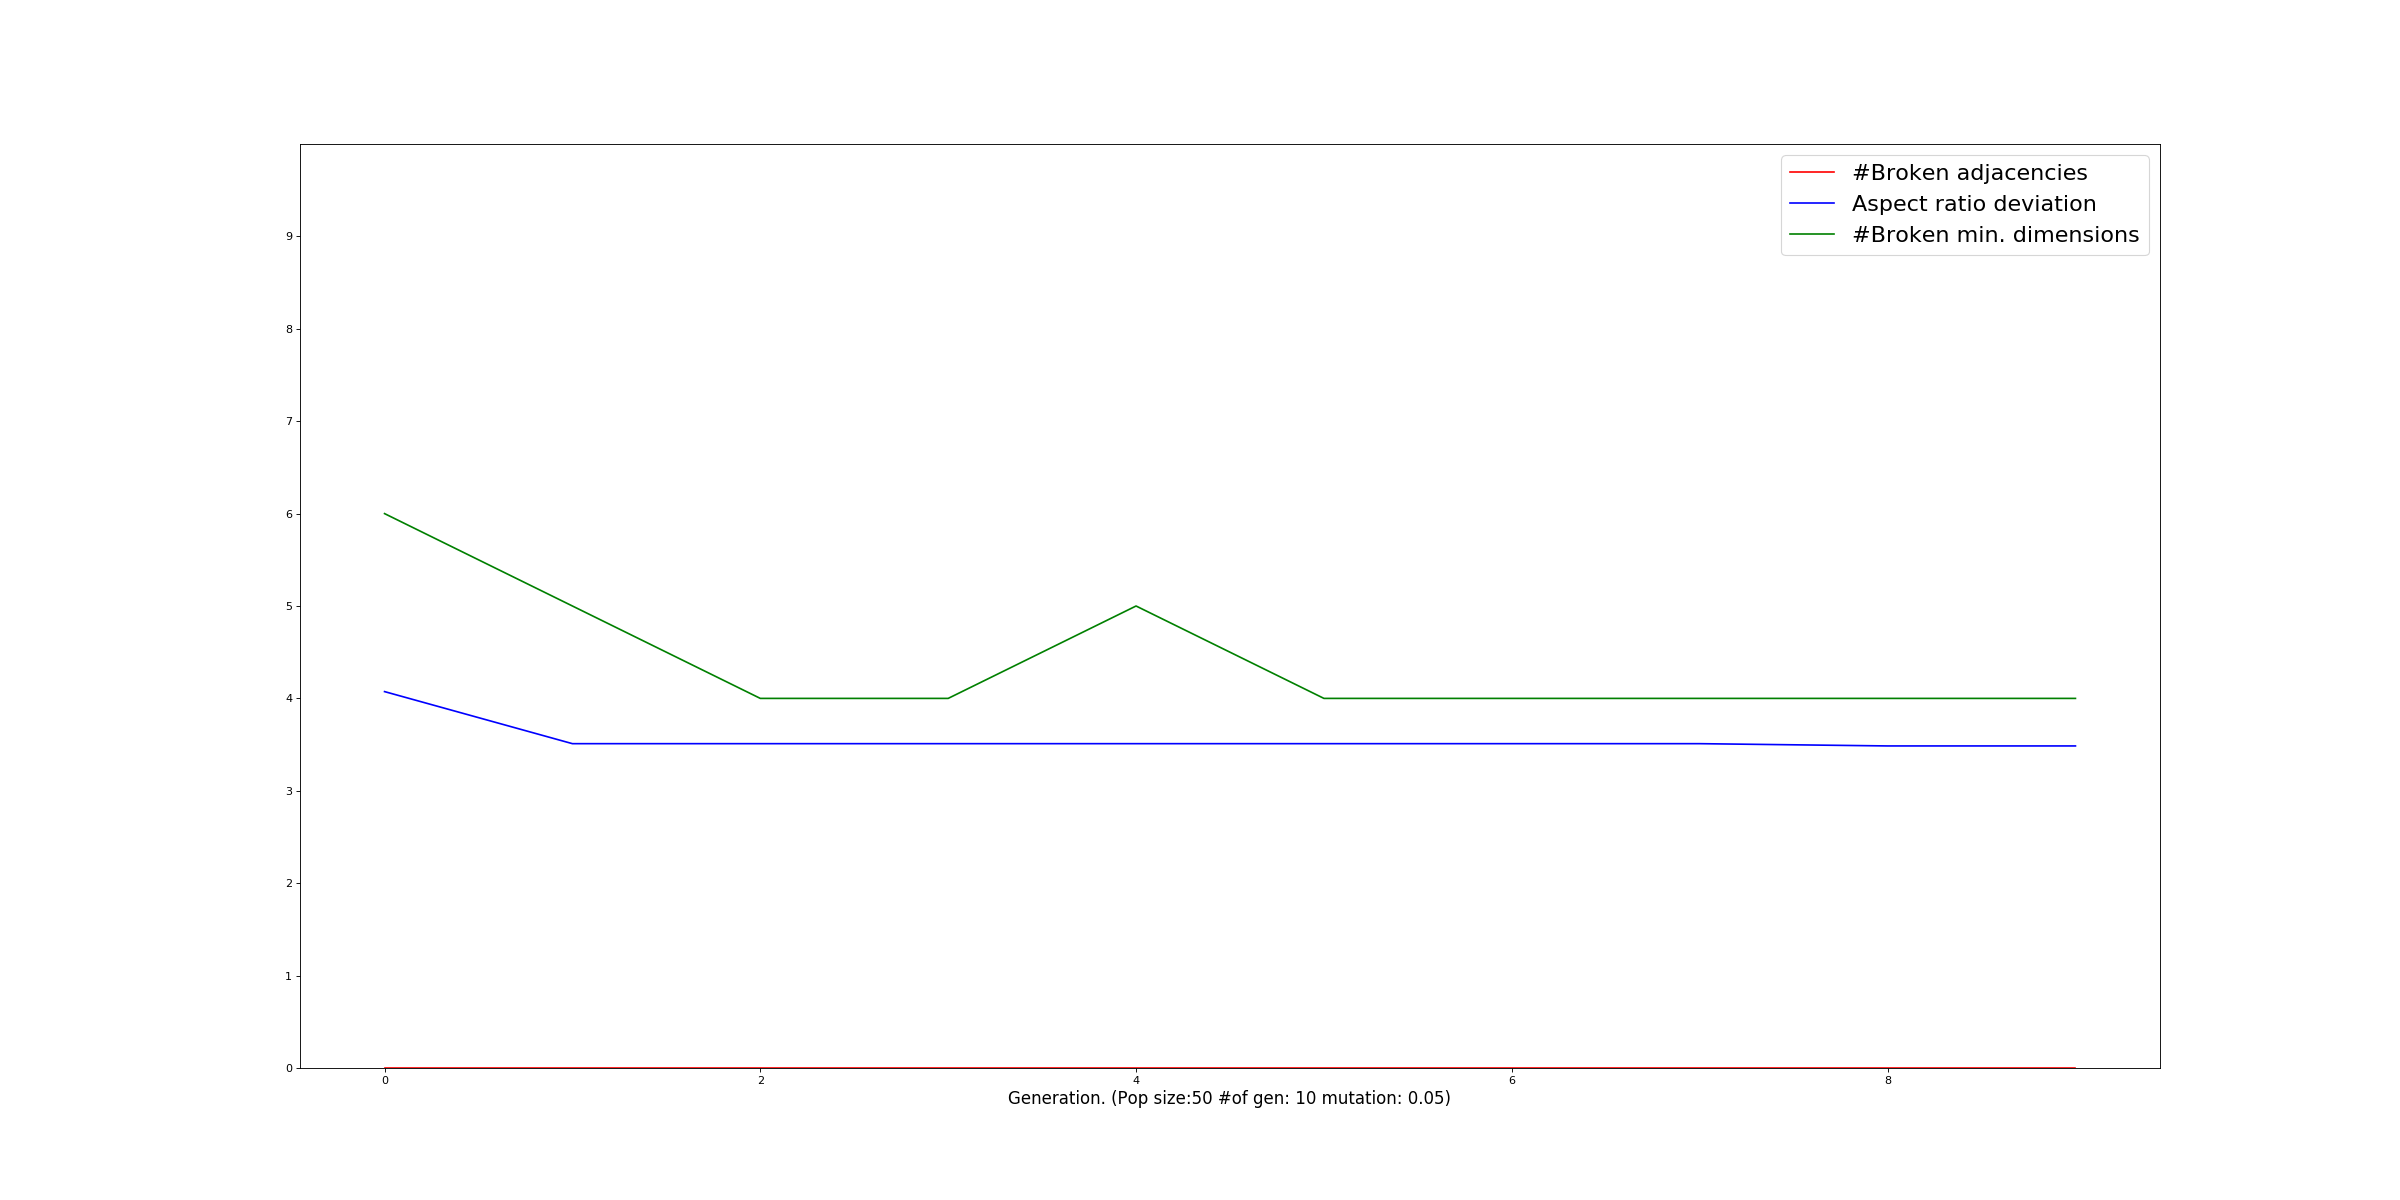 #Broken adjacencies
Aspect ratio deviation
#Broken min. dimensions
9
8
7
6
5
4
3
2
1
0
0 2 4 6 8
Generation. (Pop size:50 #of gen: 10 mutation: 0.05)